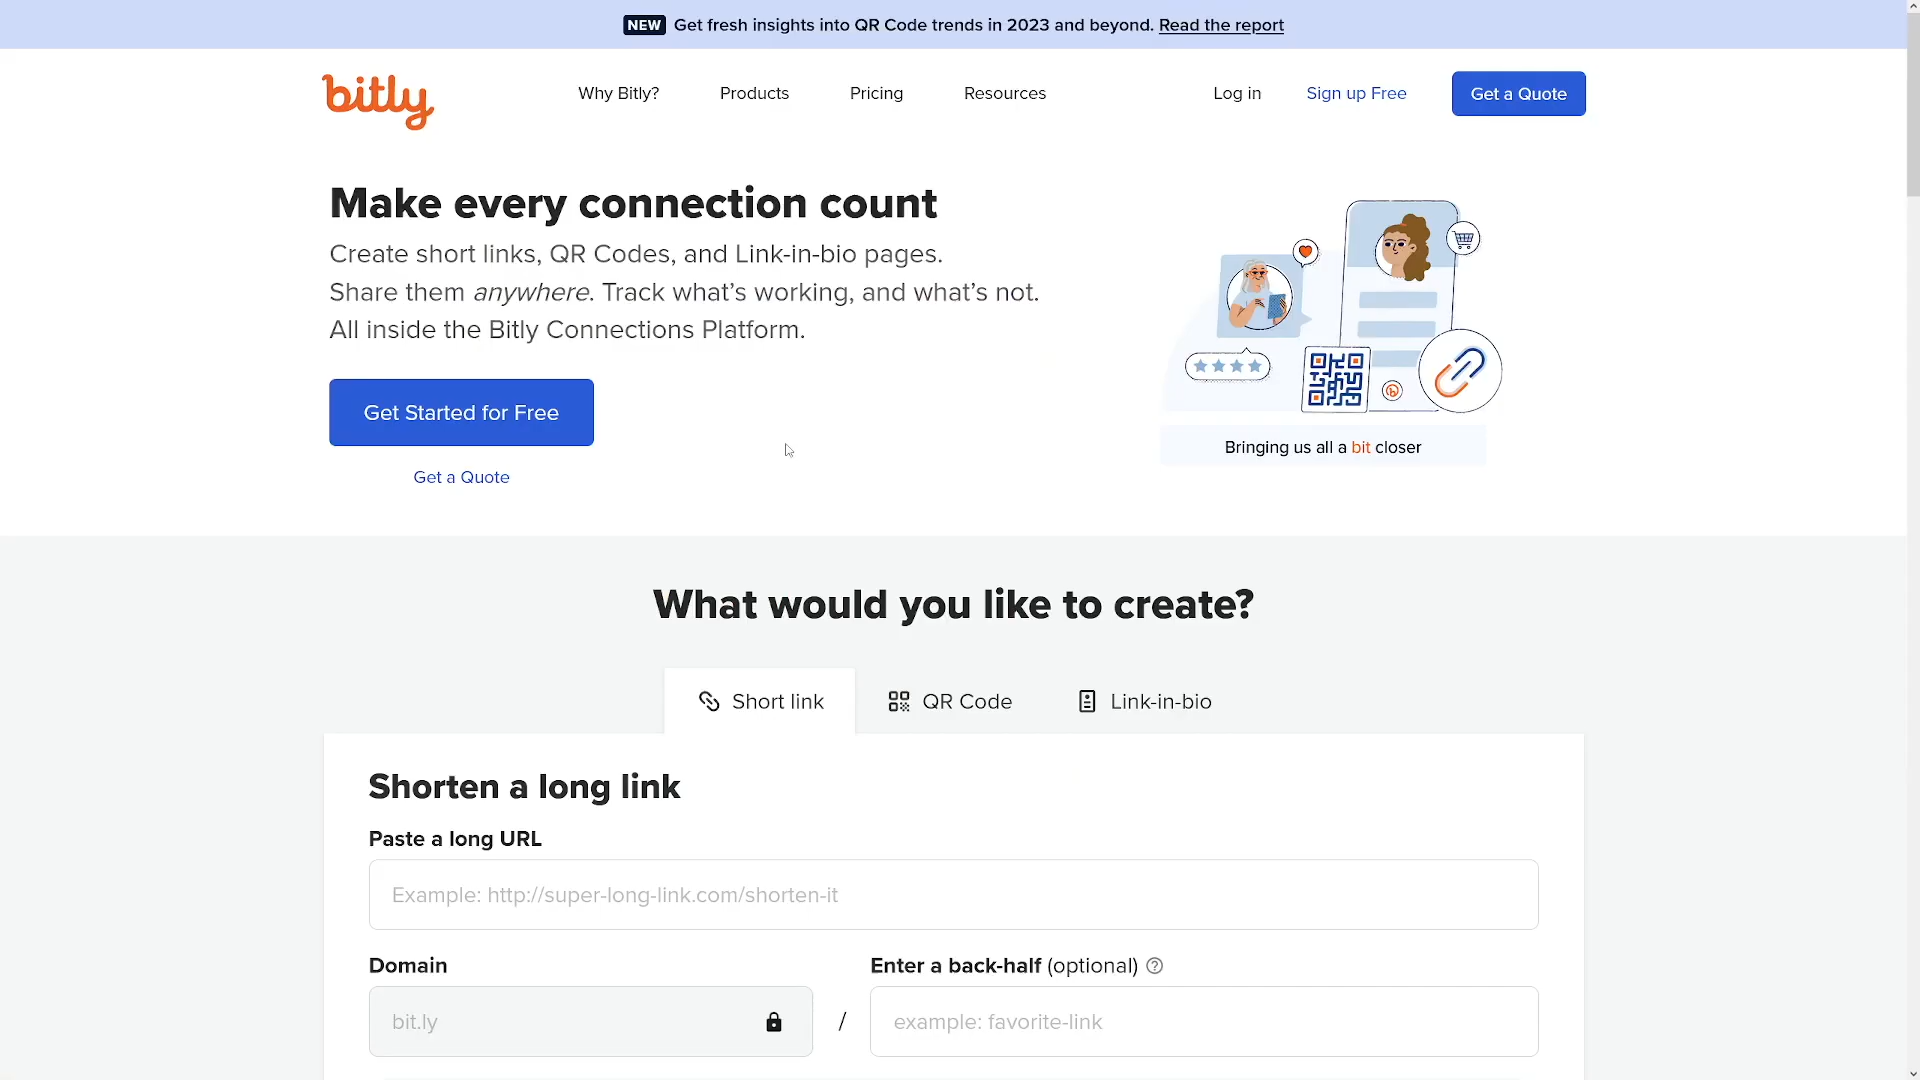 NEW Get fresh insights into QR Code trends in 2023 and beyond. Read the report
bitly
Why Bitly? Products Pricing Resources Log in Sign up Free Get a Quote
Make every connection count
Create short links, QR Codes, and Link-in-bio pages.
Share them anywhere. Track what’s working, and what’s not.
All inside the Bitly Connections Platform.
Get Started for Free
Get a Quote
Bringing us all a bit closer
What would you like to create?
Short link QR Code Link-in-bio
Shorten a long link
Paste a long URL
Example: http://super-long-link.com/shorten-it
Domain
Enter a back-half (optional) ?
bit.ly
/
example: favorite-link